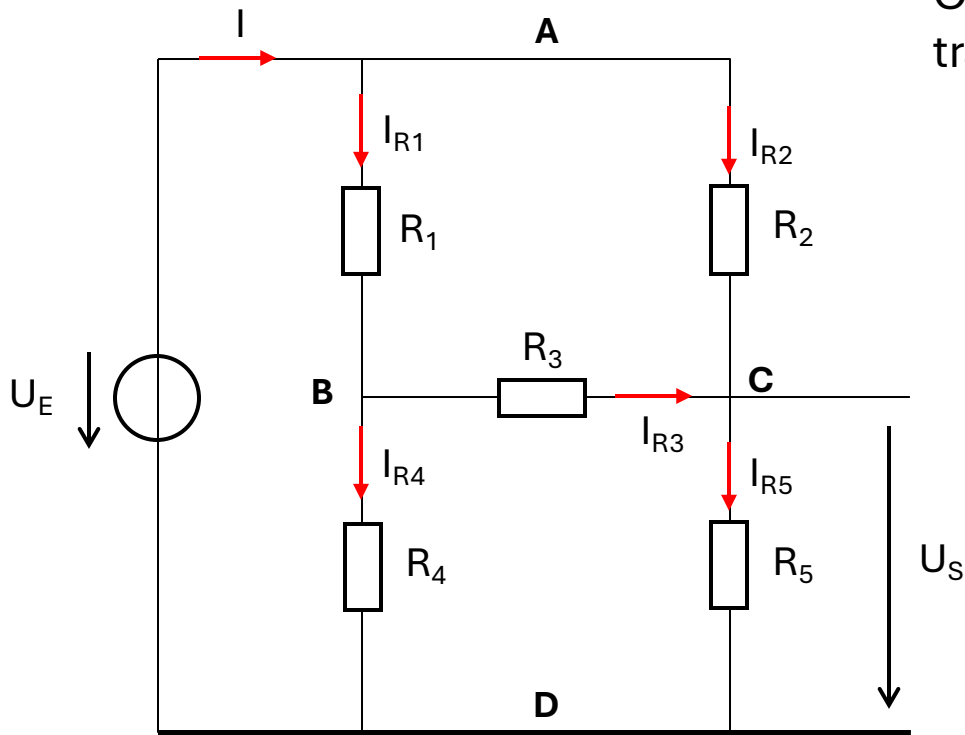 I
A
I_R1
I_R2
R_1
R_2
R_3
B
C
U_E
I_R3
I_R4
I_R5
R_4
R_5
U_S
D